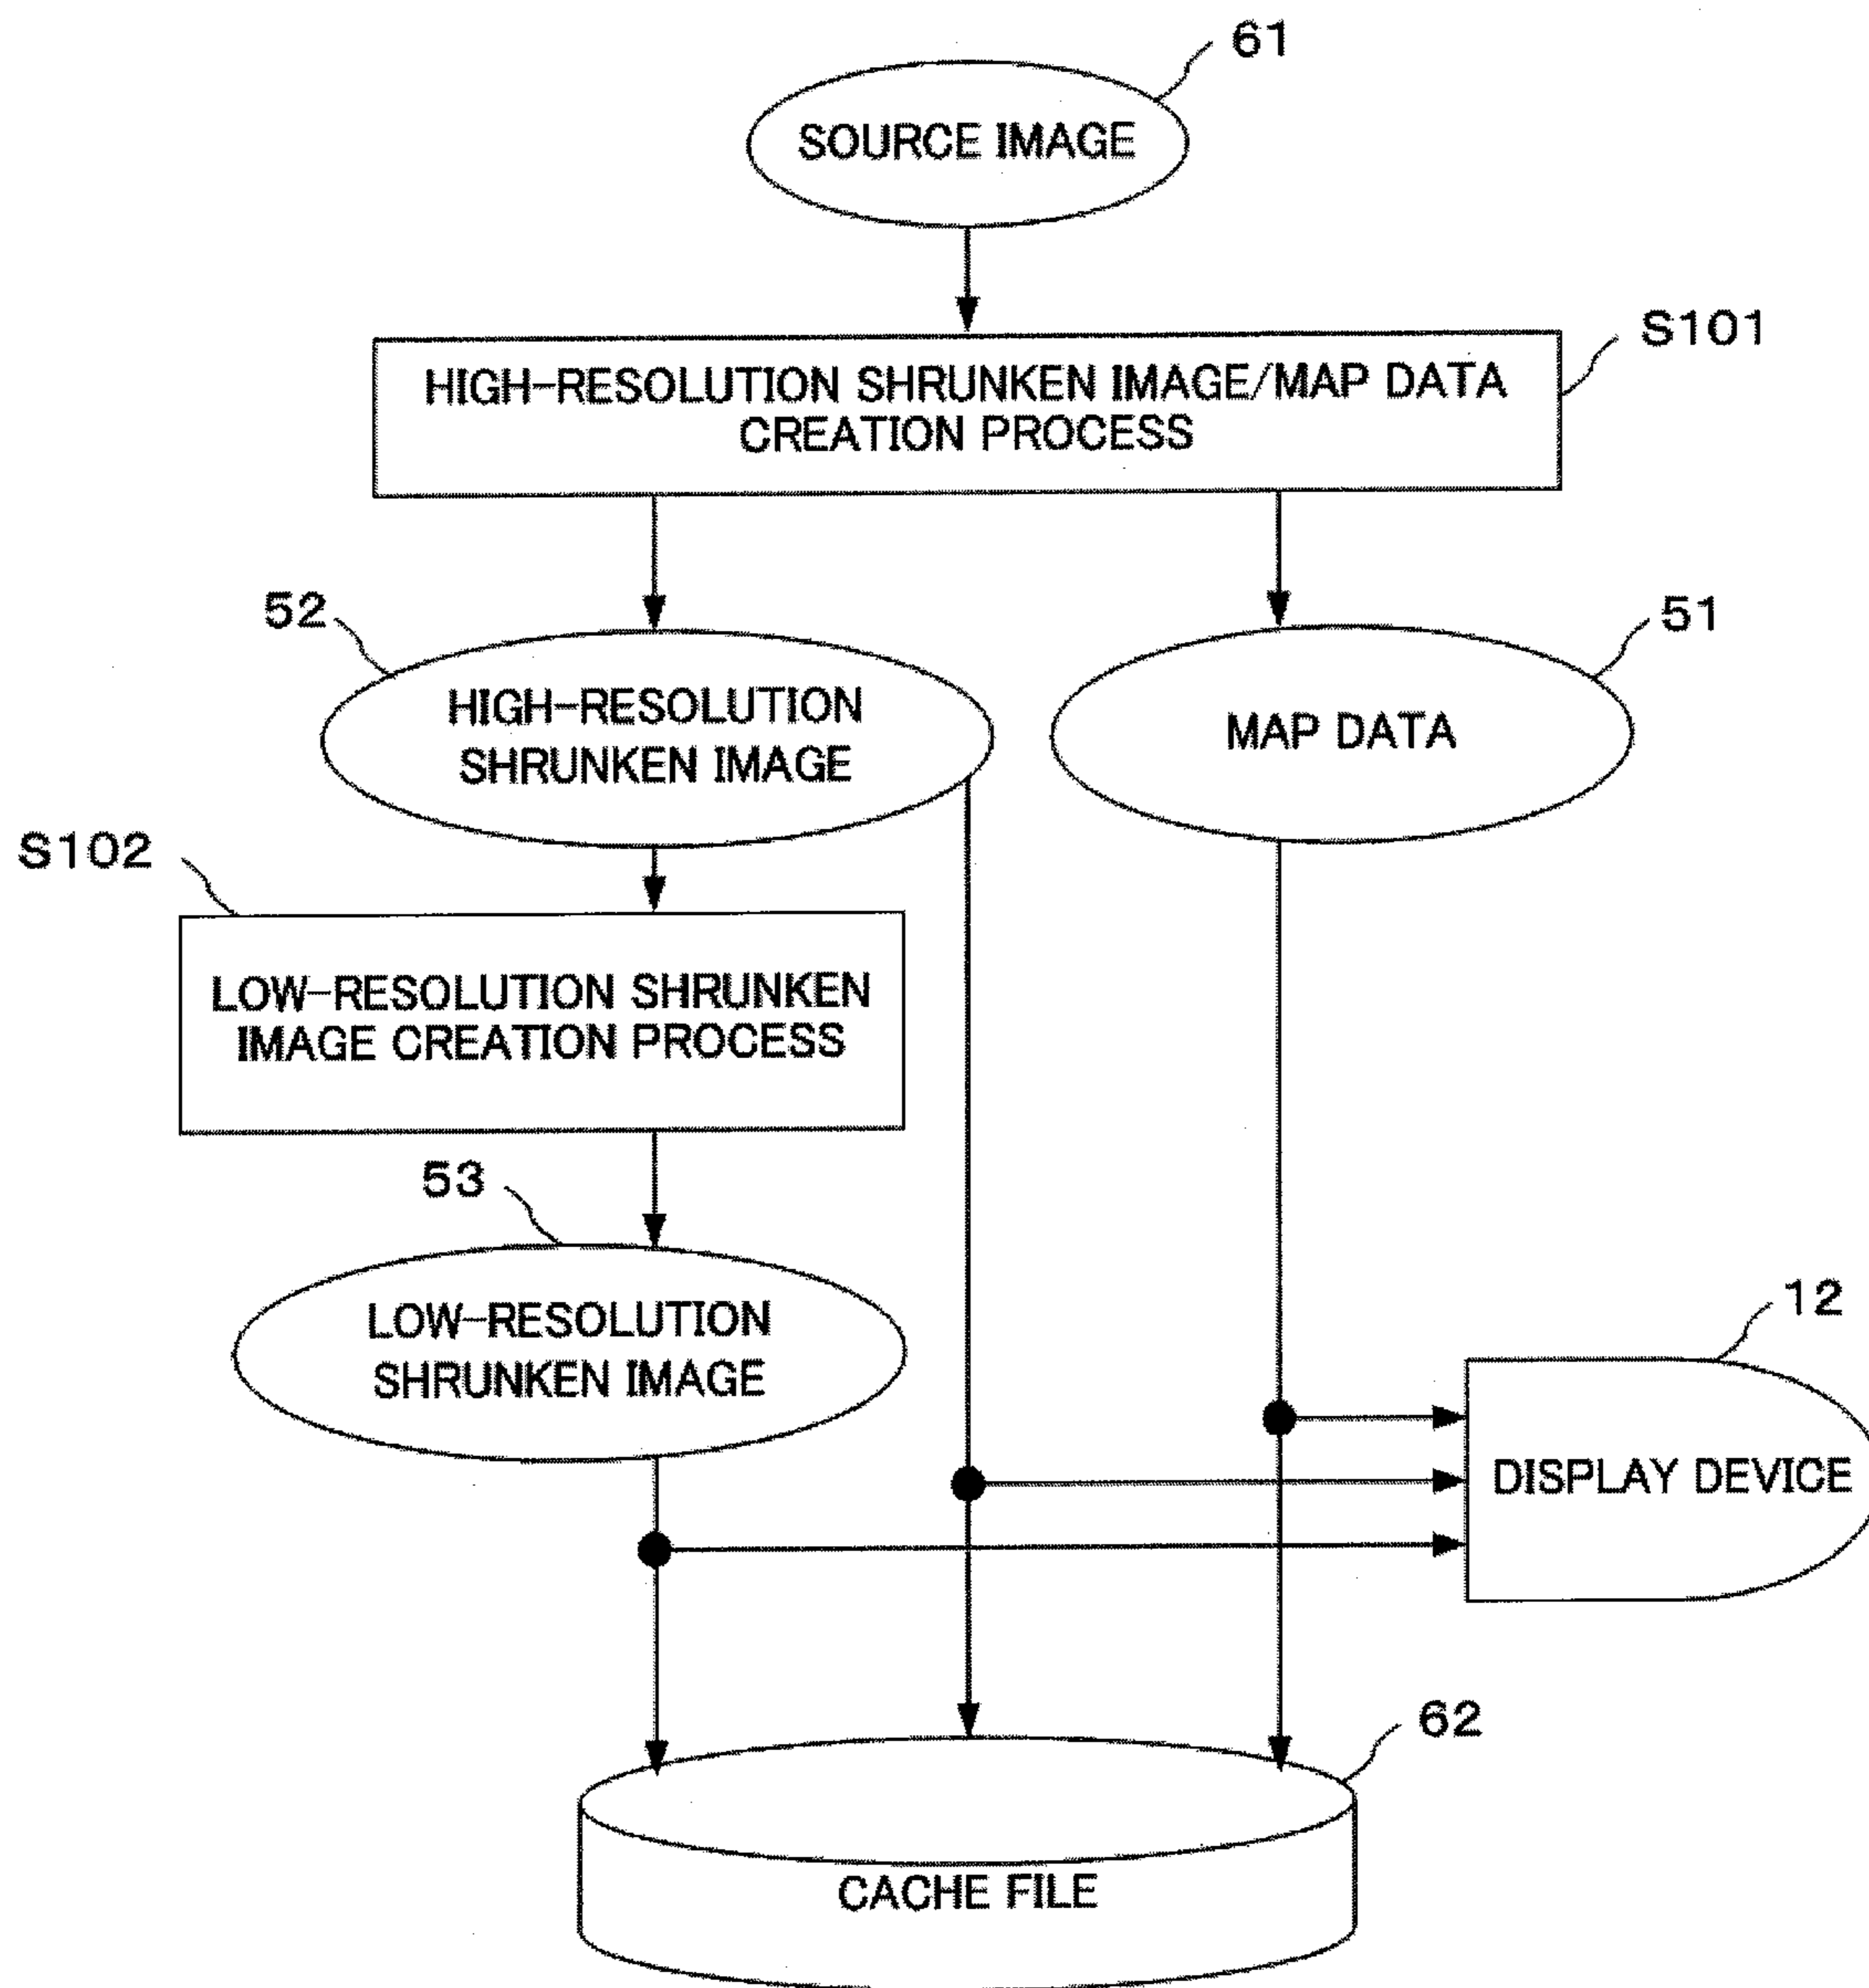 61
SOURCE IMAGE
S101
HIGH-RESOLUTION SHRUNKEN IMAGE/MAP DATA
CREATION PROCESS
52
51
HIGH-RESOLUTION
SHRUNKEN IMAGE
MAP DATA
S102
LOW-RESOLUTION SHRUNKEN
IMAGE CREATION PROCESS
53
LOW-RESOLUTION
SHRUNKEN IMAGE
12
DISPLAY DEVICE
62
CACHE FILE